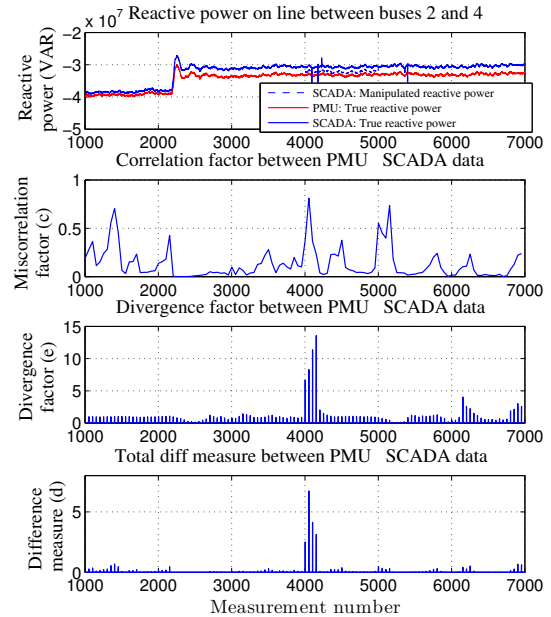 Reactive power on line between buses 2 and 4
× 10^7
Reactive
power (VAR)
−2
−3
−4
−5
SCADA: Manipulated reactive power
PMU: True reactive power
SCADA: True reactive power
1000 2000 3000 4000 5000 6000 7000
Correlation factor between PMU SCADA data
Miscorrelation
factor (c)
1
0.5
0
1000 2000 3000 4000 5000 6000 7000
Divergence factor between PMU SCADA data
Divergence
factor (e)
15
10
5
0
1000 2000 3000 4000 5000 6000 7000
Total diff measure between PMU SCADA data
Difference
measure (d)
5
0
1000 2000 3000 4000 5000 6000 7000
Measurement number